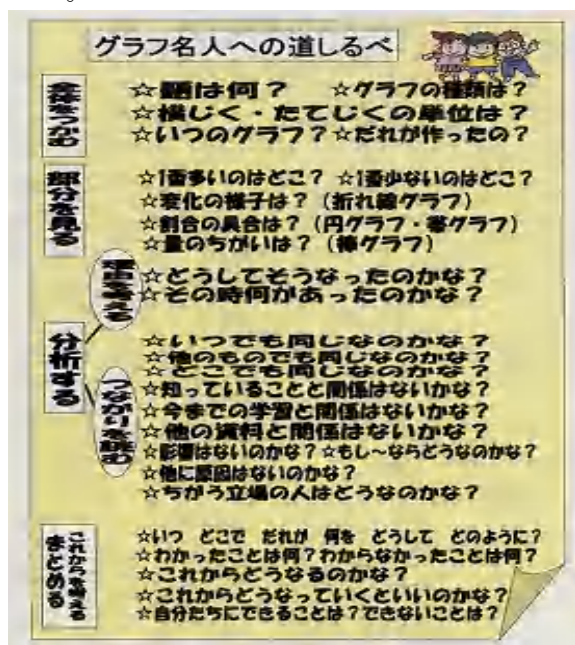 グラフ名人への道しるべ
全体をつかむ
☆題は何? ☆グラフの種類は?
☆横じく・たてじくの単位は?
☆いつのグラフ?☆だれが作ったの?
部分を見る
☆1番多いのはどこ? ☆1番少ないのはどこ?
☆変化の様子は?(折れ線グラフ)
☆割合の具合は?(円グラフ・帯グラフ)
☆量のちがいは?(棒グラフ)
分析する
理由を考える
☆どうしてそうなったのかな?
☆その時何があったのかな?
つながりを読む
☆いつでも同じなのかな?
☆他のものでも同じなのかな?
☆どこでも同じなのかな?
☆知っていることと関係はないかな?
☆今までの学習と関係はないかな?
☆他の資料と関係はないかな?
☆影響はないのかな?☆もし~ならどうなのかな?
☆他に原因はないのかな?
☆ちがう立場の人はどうなのかな?
これからを考える
まとめる
☆いつ どこで だれが 何を どうして どのように?
☆わかったことは何?わからなかったことは何?
☆これからどうなるのかな?
☆これからどうなっていくといいのかな?
☆自分たちにできることは?できないことは?